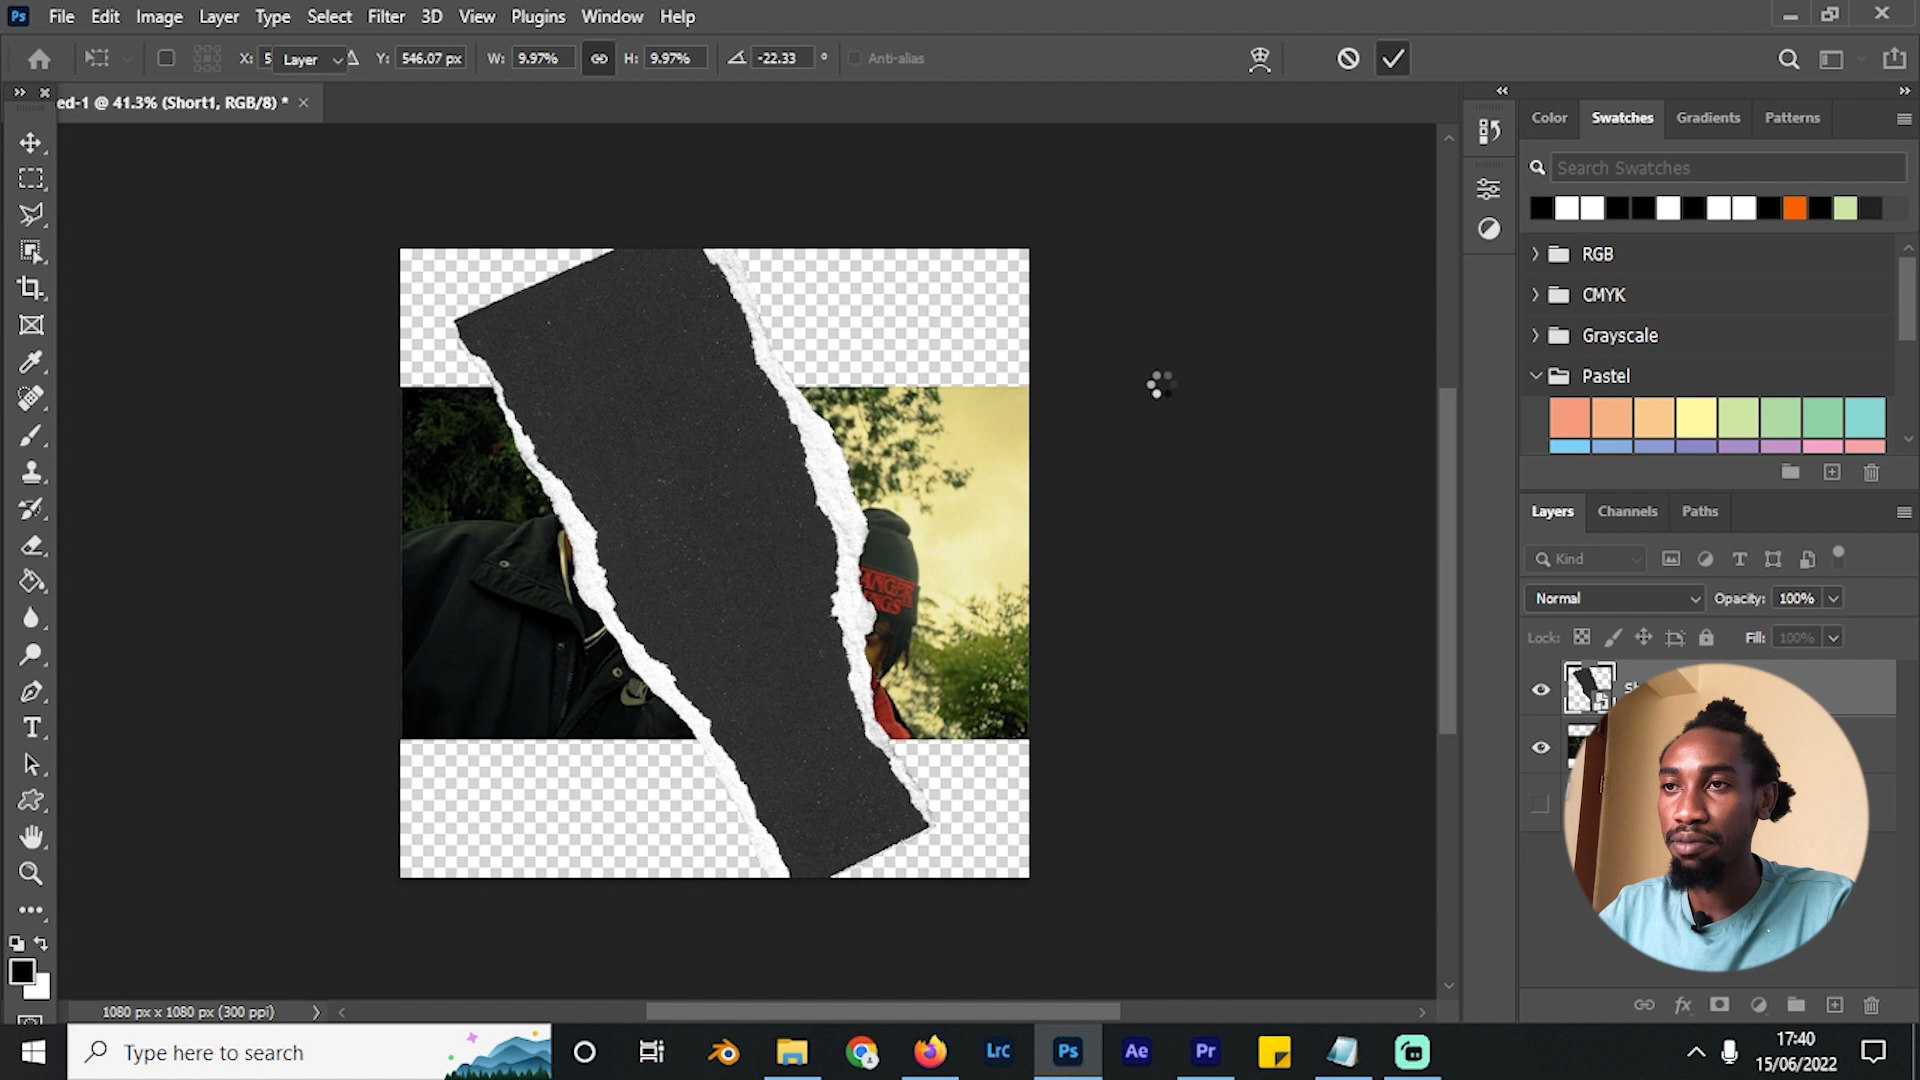 Ps File Edit Image Layer Type Select Filter 3D View Plugins Window Help
X: 5 Layer Y: 546.07 px W: 9.97% H: 9.97% -22.33 ° Anti-alias
ed-1 @ 41.3% (Short1, RGB/8) *
Color Swatches Gradients Patterns
Search Swatches
RGB
CMYK
Grayscale
Pastel
Layers Channels Paths
Kind
Normal Opacity: 100%
Lock: Fill: 100%
ANGER
NGS
1080 px x 1080 px (300 ppi)
Type here to search
LrC Ps Ae Pr
17:40
15/06/2022